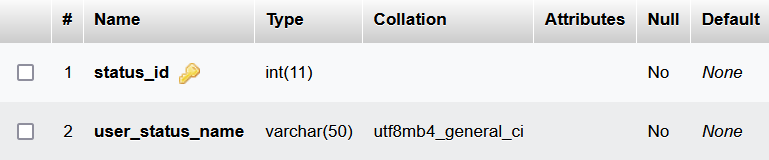 # Name Type Collation Attributes Null Default
1 status_id int(11) No None
2 user_status_name varchar(50) utf8mb4_general_ci No None